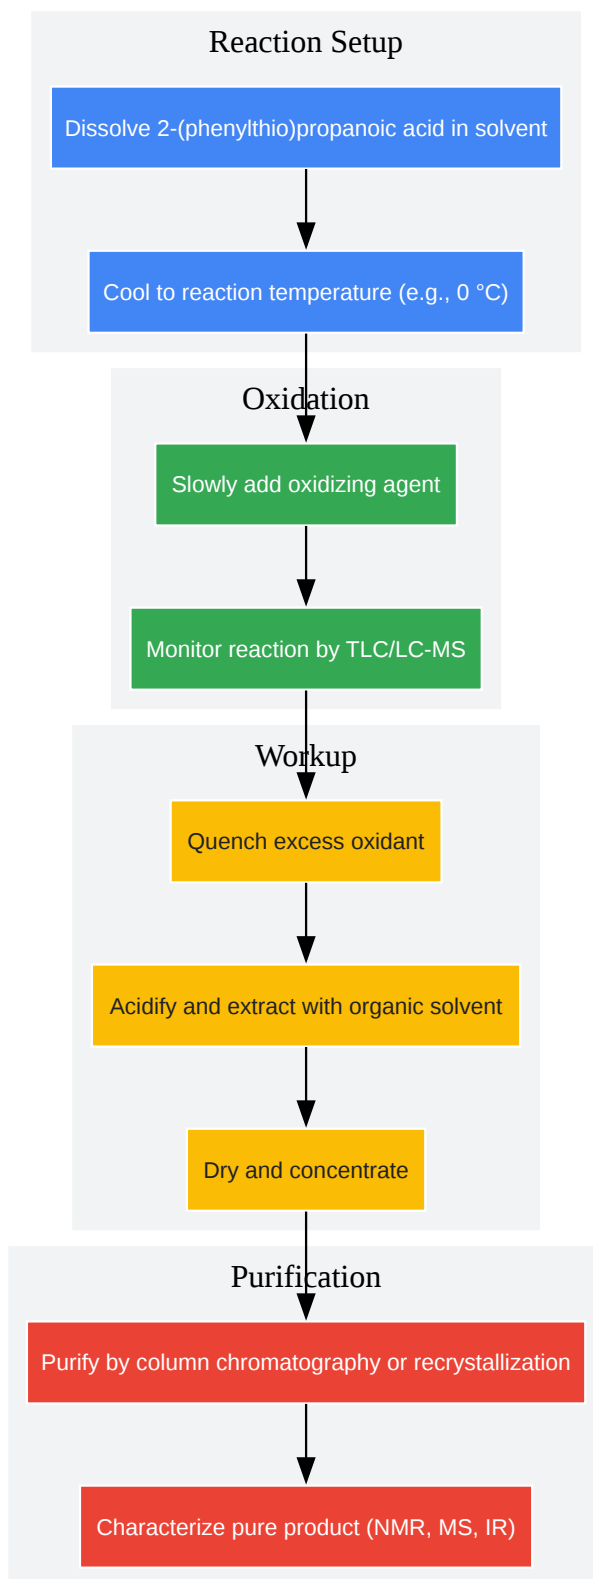 Reaction Setup
Dissolve 2-(phenylthio)propanoic acid in solvent
Cool to reaction temperature (e.g., 0 °C)
Oxidation
Slowly add oxidizing agent
Monitor reaction by TLC/LC-MS
Workup
Quench excess oxidant
Acidify and extract with organic solvent
Dry and concentrate
Purification
Purify by column chromatography or recrystallization
Characterize pure product (NMR, MS, IR)